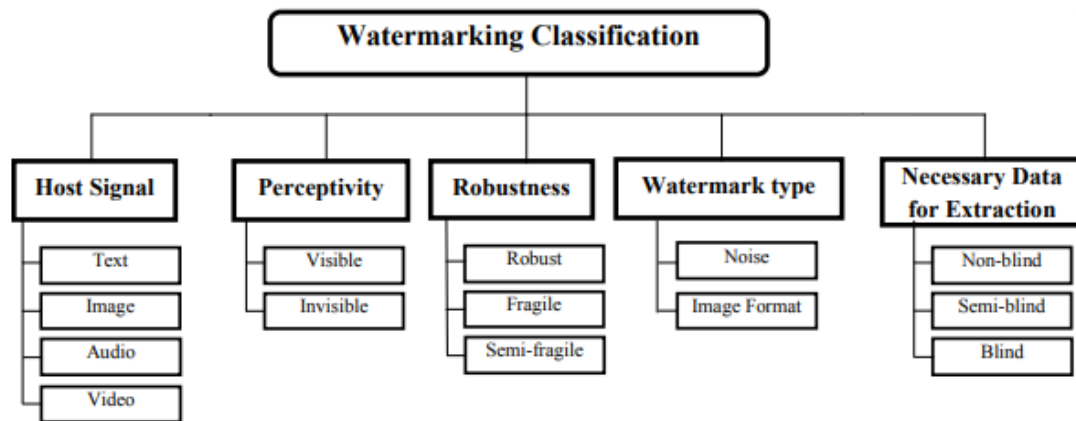 Watermarking Classification
Host Signal
Text
Image
Audio
Video
Perceptivity
Visible
Invisible
Robustness
Robust
Fragile
Semi-fragile
Watermark type
Noise
Image Format
Necessary Data
for Extraction
Non-blind
Semi-blind
Blind